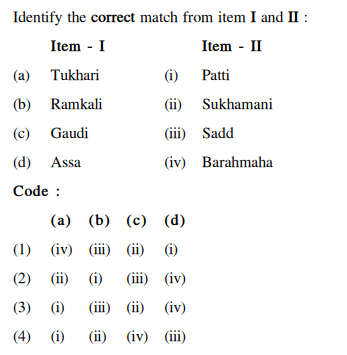 Identify the correct match from item I and II :
Item - I Item - II
(a) Tukhari (i) Patti
(b) Ramkali (ii) Sukhamani
(c) Gaudi (iii) Sadd
(d) Assa (iv) Barahmaha
Code :
(a) (b) (c) (d)
(1) (iv) (iii) (ii) (i)
(2) (ii) (i) (iii) (iv)
(3) (i) (iii) (ii) (iv)
(4) (i) (ii) (iv) (iii)